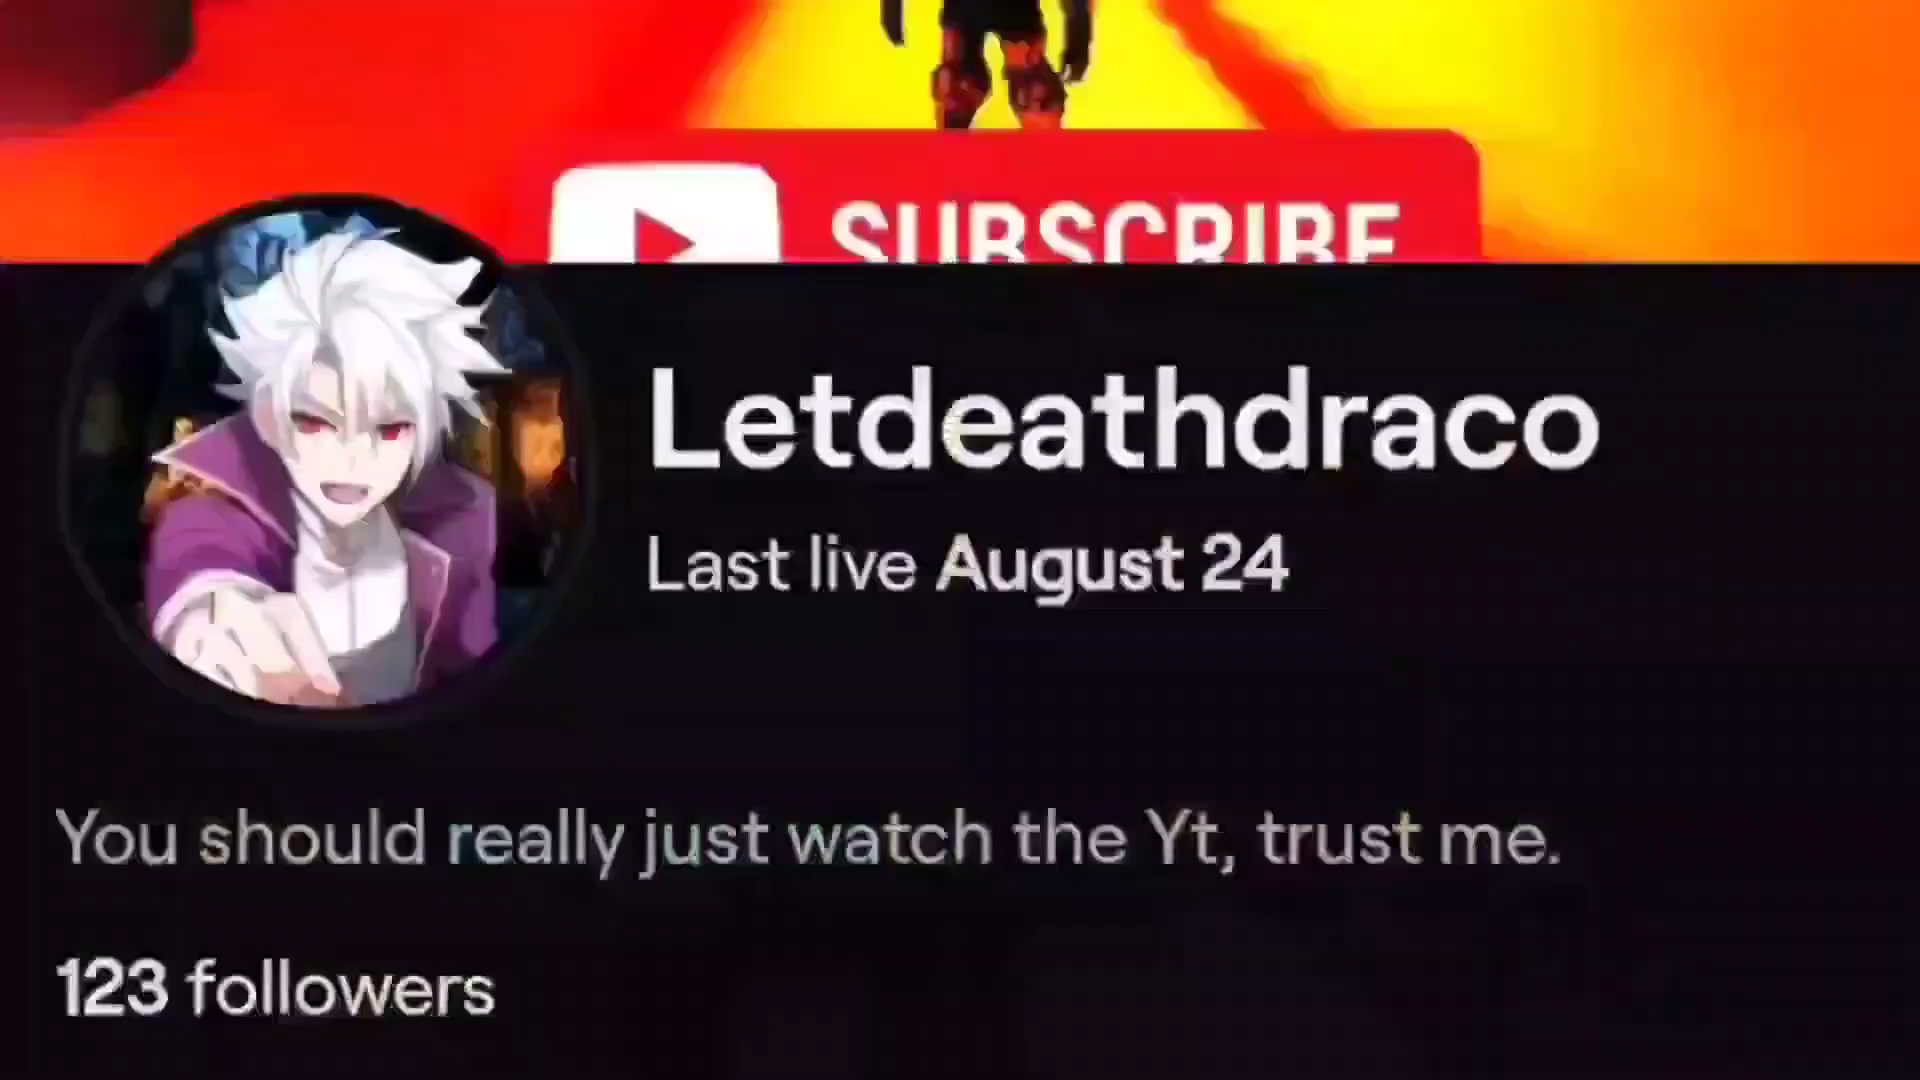 SUBSCRIBE
Letdeathdraco
Last live August 24
You should really just watch the Yt, trust me.
123 followers